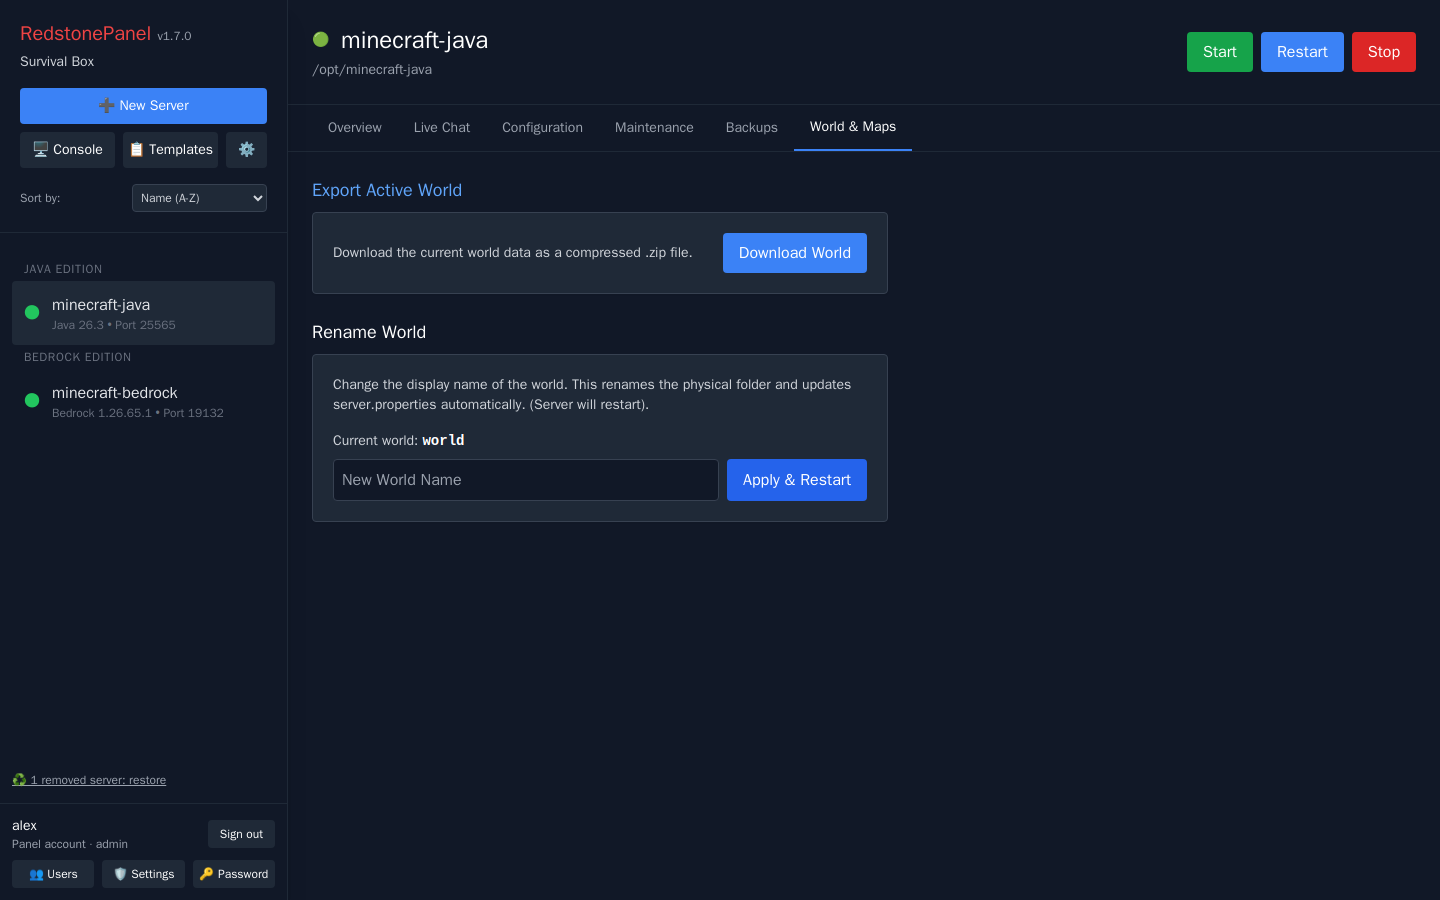 RedstonePanel v1.7.0
Survival Box
➕ New Server
🖥️ Console
📋 Templates
⚙️
Sort by:
Name (A-Z)
JAVA EDITION
minecraft-java
Java 26.3 • Port 25565
BEDROCK EDITION
minecraft-bedrock
Bedrock 1.26.65.1 • Port 19132
♻️ 1 removed server: restore
alex
Panel account · admin
Sign out
👥 Users
🛡️ Settings
🔑 Password
minecraft-java
/opt/minecraft-java
Start
Restart
Stop
Overview
Live Chat
Configuration
Maintenance
Backups
World & Maps
Export Active World
Download the current world data as a compressed .zip file.
Download World
Rename World
Change the display name of the world. This renames the physical folder and updates
server.properties automatically. (Server will restart).
Current world: world
New World Name
Apply & Restart